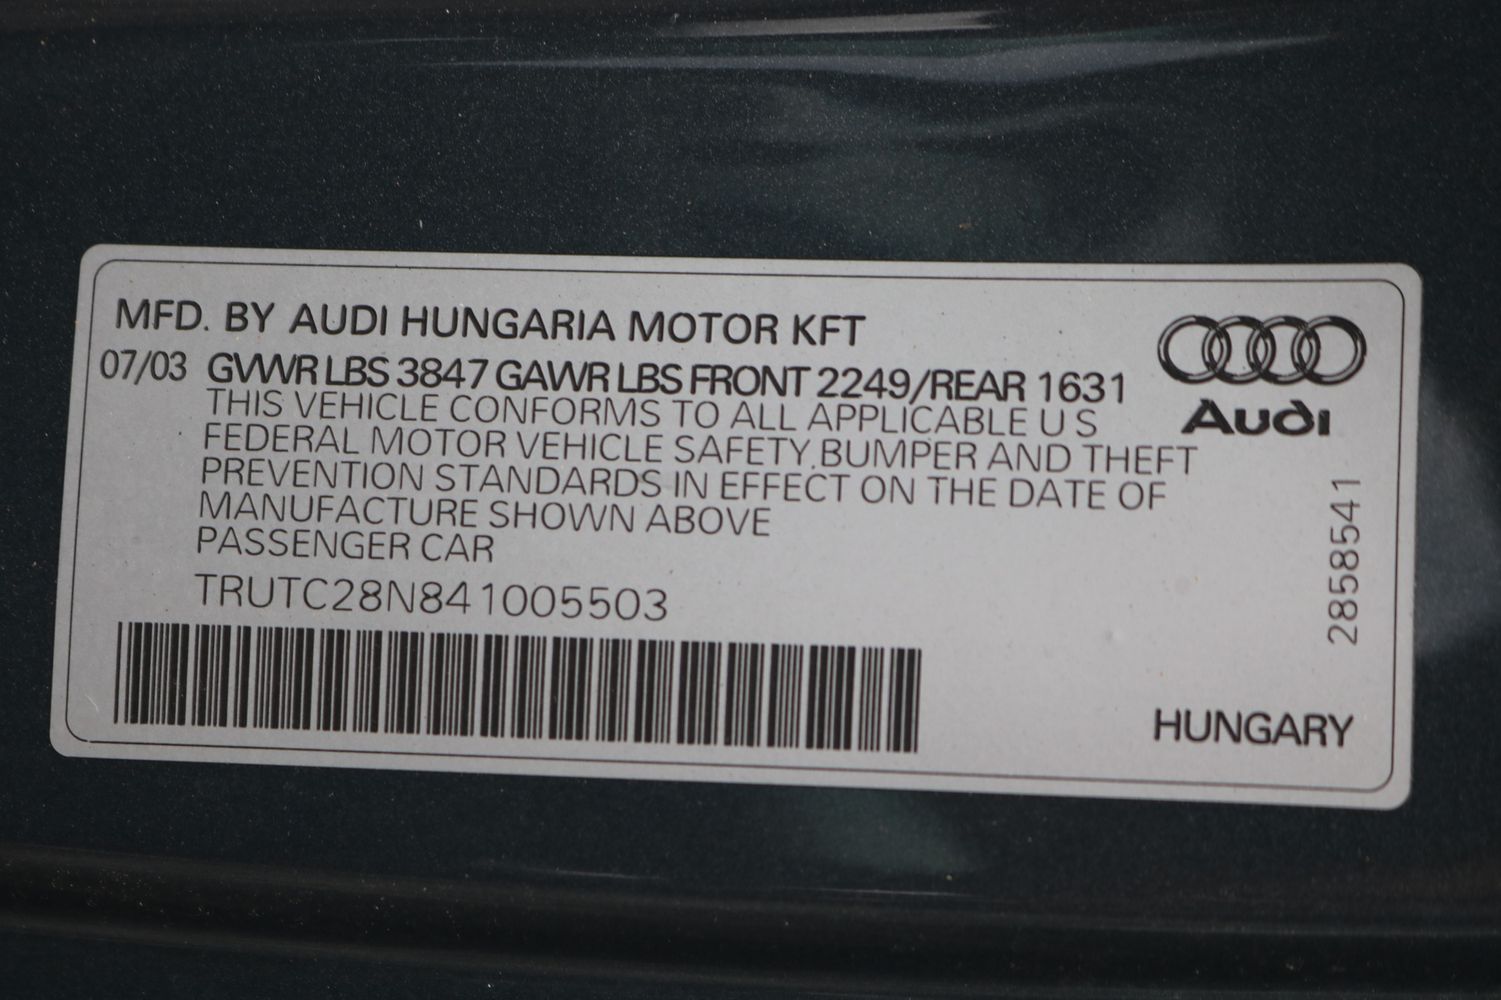 MFD. BY AUDI HUNGARIA MOTOR KFT
07/03 GVWR LBS 3847 GAWR LBS FRONT 2249/REAR 1631
THIS VEHICLE CONFORMS TO ALL APPLICABLE U S
FEDERAL MOTOR VEHICLE SAFETY, BUMPER AND THEFT
PREVENTION STANDARDS IN EFFECT ON THE DATE OF
MANUFACTURE SHOWN ABOVE
PASSENGER CAR
TRUTC28N841005503
Audi
2858541
HUNGARY